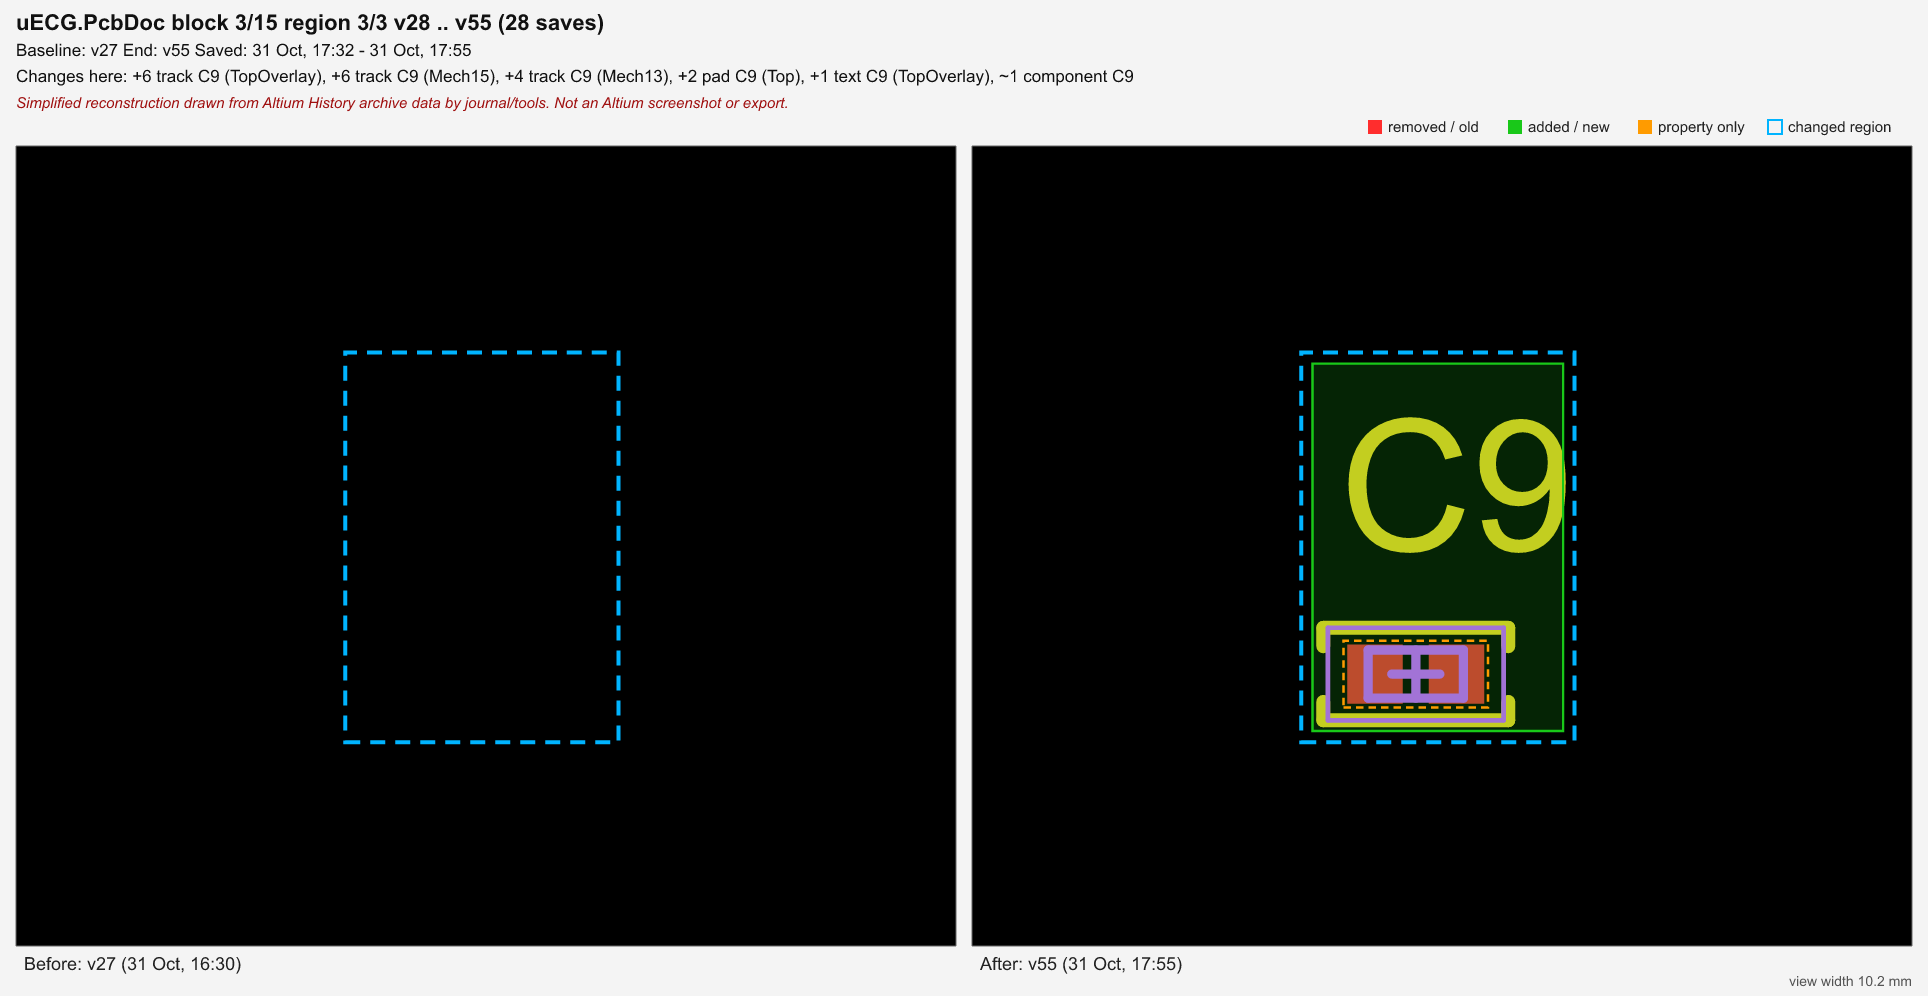 uECG.PcbDoc block 3/15 region 3/3 v28 .. v55 (28 saves)
Baseline: v27 End: v55 Saved: 31 Oct, 17:32 - 31 Oct, 17:55
Changes here: +6 track C9 (TopOverlay), +6 track C9 (Mech15), +4 track C9 (Mech13), +2 pad C9 (Top), +1 text C9 (TopOverlay), ~1 component C9
Simplified reconstruction drawn from Altium History archive data by journal/tools. Not an Altium screenshot or export.
removed / old added / new property only changed region
C9
Before: v27 (31 Oct, 16:30)
After: v55 (31 Oct, 17:55)
view width 10.2 mm